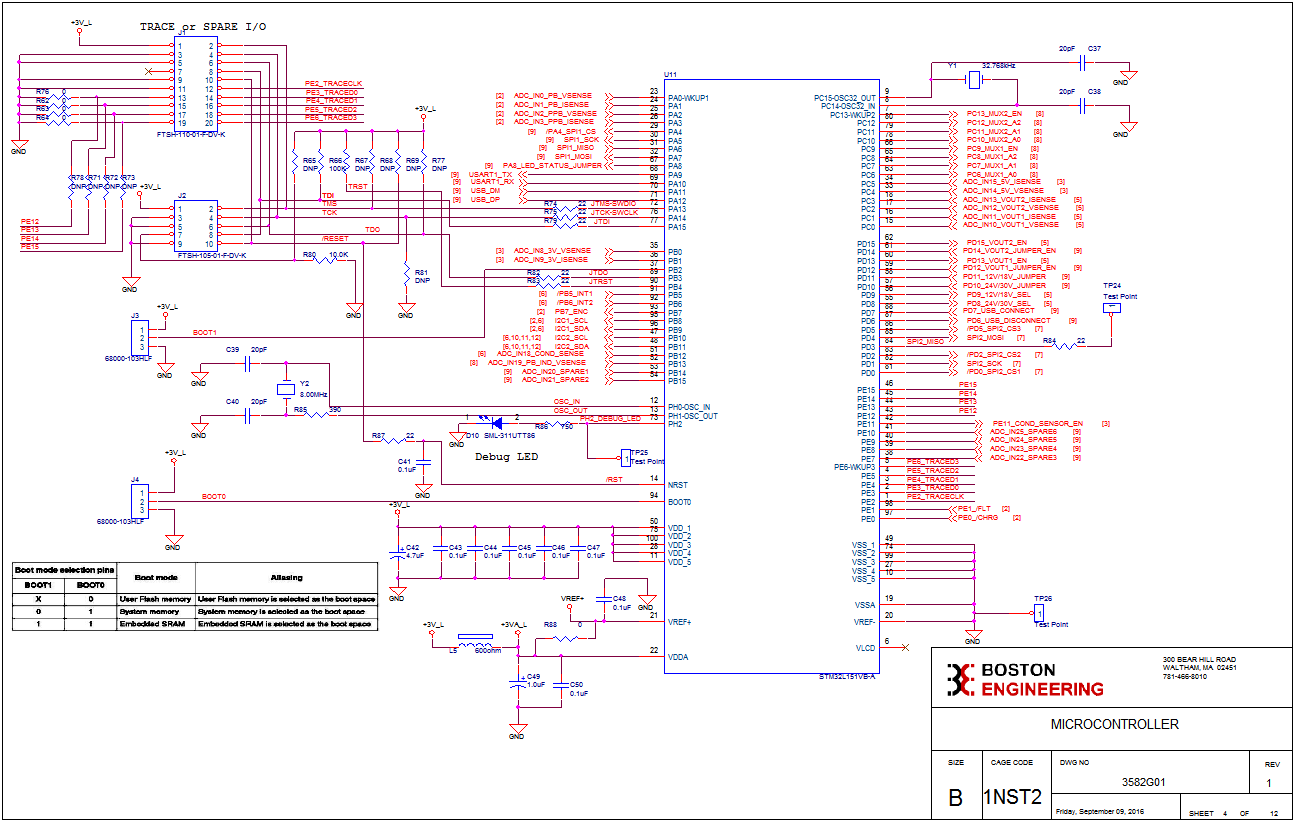 TRACE or SPARE I/O
+3V_L
J1
1 2
3 4
5 6
7 8
9 10
11 12
13 14
15 16
17 18
19 20
FTSH-110-01-F-DV-K
R76 0
R62 0
R63 0
R64 0
GND
PE2_TRACECLK
PE3_TRACED0
PE4_TRACED1
PE5_TRACED2
PE6_TRACED3
+3V_L
R65 DNP
R66 100K
R67 DNP
R68 DNP
R69 DNP
R77 DNP
R78 DNP
R71 DNP
R72 DNP
R73 DNP
+3V_L
J2
1 2
3 4
5 6
7 8
9 10
FTSH-105-01-F-DV-K
PE12
PE13
PE14
PE15
GND
TRST
TDI
TMS
TCK
TDO
/RESET
R80 10.0K
GND
R81
DNP
GND
R74 22 JTMS-SWDIO
R75 22 JTCK-SWCLK
R79 22 JTDI
R82 22 JTDO
R83 22 JTRST
[2] ADC_IN0_PB_VSENSE
[2] ADC_IN1_PB_ISENSE
[2] ADC_IN2_PPB_VSENSE
[2] ADC_IN3_PPB_ISENSE
[9] /PA4_SPI1_CS
[9] SPI1_SCK
[9] SPI1_MISO
[9] SPI1_MOSI
[9] PA8_LED_STATUS_JUMPER
[9] USART1_TX
[9] USART1_RX
[9] USB_DM
[9] USB_DP
[3] ADC_IN8_3V_VSENSE
[3] ADC_IN9_3V_ISENSE
[6] /PB5_INT1
[6] /PB6_INT2
[2] PB7_ENC
[2,6] I2C1_SCL
[2,6] I2C1_SDA
[6,10,11,12] I2C2_SCL
[6,10,11,12] I2C2_SDA
[6] ADC_IN18_COND_SENSE
[8] ADC_IN19_PB_IND_VSENSE
[9] ADC_IN20_SPARE1
[9] ADC_IN21_SPARE2
U11
23 PA0-WKUP1
24 PA1
25 PA2
26 PA3
29 PA4
30 PA5
31 PA6
32 PA7
67 PA8
68 PA9
69 PA10
70 PA11
71 PA12
72 PA13
76 PA14
77 PA15
35 PB0
36 PB1
37 PB2
89 PB3
90 PB4
91 PB5
92 PB6
93 PB7
95 PB8
96 PB9
47 PB10
48 PB11
51 PB12
52 PB13
53 PB14
54 PB15
12 PH0-OSC_IN
13 PH1-OSC_OUT
73 PH2
14 NRST
94 BOOT0
50 VDD_1
75 VDD_2
100 VDD_3
28 VDD_4
11 VDD_5
21 VREF+
22 VDDA
PC15-OSC32_OUT 9
PC14-OSC32_IN 8
PC13-WKUP2 7
PC12 80
PC11 79
PC10 78
PC9 66
PC8 65
PC7 64
PC6 63
PC5 34
PC4 33
PC3 18
PC2 17
PC1 16
PC0 15
PD15 62
PD14 61
PD13 60
PD12 59
PD11 58
PD10 57
PD9 56
PD8 55
PD7 88
PD6 87
PD5 86
PD4 85
PD3 84
PD2 83
PD1 82
PD0 81
PE15 46
PE14 45
PE13 44
PE12 43
PE11 42
PE10 41
PE9 40
PE8 39
PE7 38
PE6-WKUP3 5
PE5 4
PE4 3
PE3 2
PE2 1
PE1 98
PE0 97
VSS_1 49
VSS_2 74
VSS_3 99
VSS_4 27
VSS_5 10
VSSA 19
VREF- 20
VLCD 6
STM32L151VB-A
Y1 32.768kHz
20pF C37
GND
20pF C38
GND
PC13_MUX2_EN [8]
PC12_MUX2_A2 [8]
PC11_MUX2_A1 [8]
PC10_MUX2_A0 [8]
PC9_MUX1_EN [8]
PC8_MUX1_A2 [8]
PC7_MUX1_A1 [8]
PC6_MUX1_A0 [8]
ADC_IN15_5V_ISENSE [3]
ADC_IN14_5V_VSENSE [3]
ADC_IN13_VOUT2_ISENSE [5]
ADC_IN12_VOUT2_VSENSE [5]
ADC_IN11_VOUT1_ISENSE [5]
ADC_IN10_VOUT1_VSENSE [5]
PD15_VOUT2_EN [5]
PD14_VOUT2_JUMPER_EN [9]
PD13_VOUT1_EN [5]
PD12_VOUT1_JUMPER_EN [9]
PD11_12V/18V_JUMPER [9]
PD10_24V/30V_JUMPER [9]
PD9_12V/18V_SEL [5]
PD8_24V/30V_SEL [5]
PD7_USB_CONNECT [9]
PD6_USB_DISCONNECT [9]
/PD5_SPI2_CS3 [7]
SPI2_MOSI [7]
SPI2_MISO
R84 22
TP24
Test Point
1
/PD2_SPI2_CS2 [7]
SPI2_SCK [7]
/PD0_SPI2_CS1 [7]
PE15
PE14
PE13
PE12
PE11_COND_SENSOR_EN [3]
ADC_IN25_SPARE6 [9]
ADC_IN24_SPARE5 [9]
ADC_IN23_SPARE4 [9]
ADC_IN22_SPARE3 [9]
PE6_TRACED3
PE5_TRACED2
PE4_TRACED1
PE3_TRACED0
PE2_TRACECLK
PE1_/FLT [2]
PE0_/CHRG [2]
TP26
1
Test Point
GND
J3
+3V_L
1
2
3
68000-103HLF
BOOT1
GND
C39 20pF
GND
Y2
8.00MHz
C40 20pF
GND
R85 390
OSC_IN
OSC_OUT
PH2_DEBUG_LED
1 2
D10 SML-311UTT86
R86 750
GND
Debug LED
TP25
1
Test Point
R87 22
C41
0.1uF
GND
/RST
+3V_L
J4
1
2
3
68000-103HLF
BOOT0
GND
+3V_L
C42
4.7uF
C43
0.1uF
C44
0.1uF
C45
0.1uF
C46
0.1uF
C47
0.1uF
GND
VREF+
C48
0.1uF
GND
R88 0
+3V_L
+3VA_L
L5 600ohm
C49
1.0uF
C50
0.1uF
GND
Boot mode selection pins Boot mode Aliasing
BOOT1 BOOT0
X 0 User Flash memory User Flash memory is selected as the boot space
0 1 System memory System memory is selected as the boot space
1 1 Embedded SRAM Embedded SRAM is selected as the boot space
BOSTON
ENGINEERING
300 BEAR HILL ROAD
WALTHAM, MA 02451
781-466-8010
MICROCONTROLLER
SIZE
B
CAGE CODE
1NST2
DWG NO
3582G01
REV
1
Friday, September 09, 2016
SHEET 4 OF 12